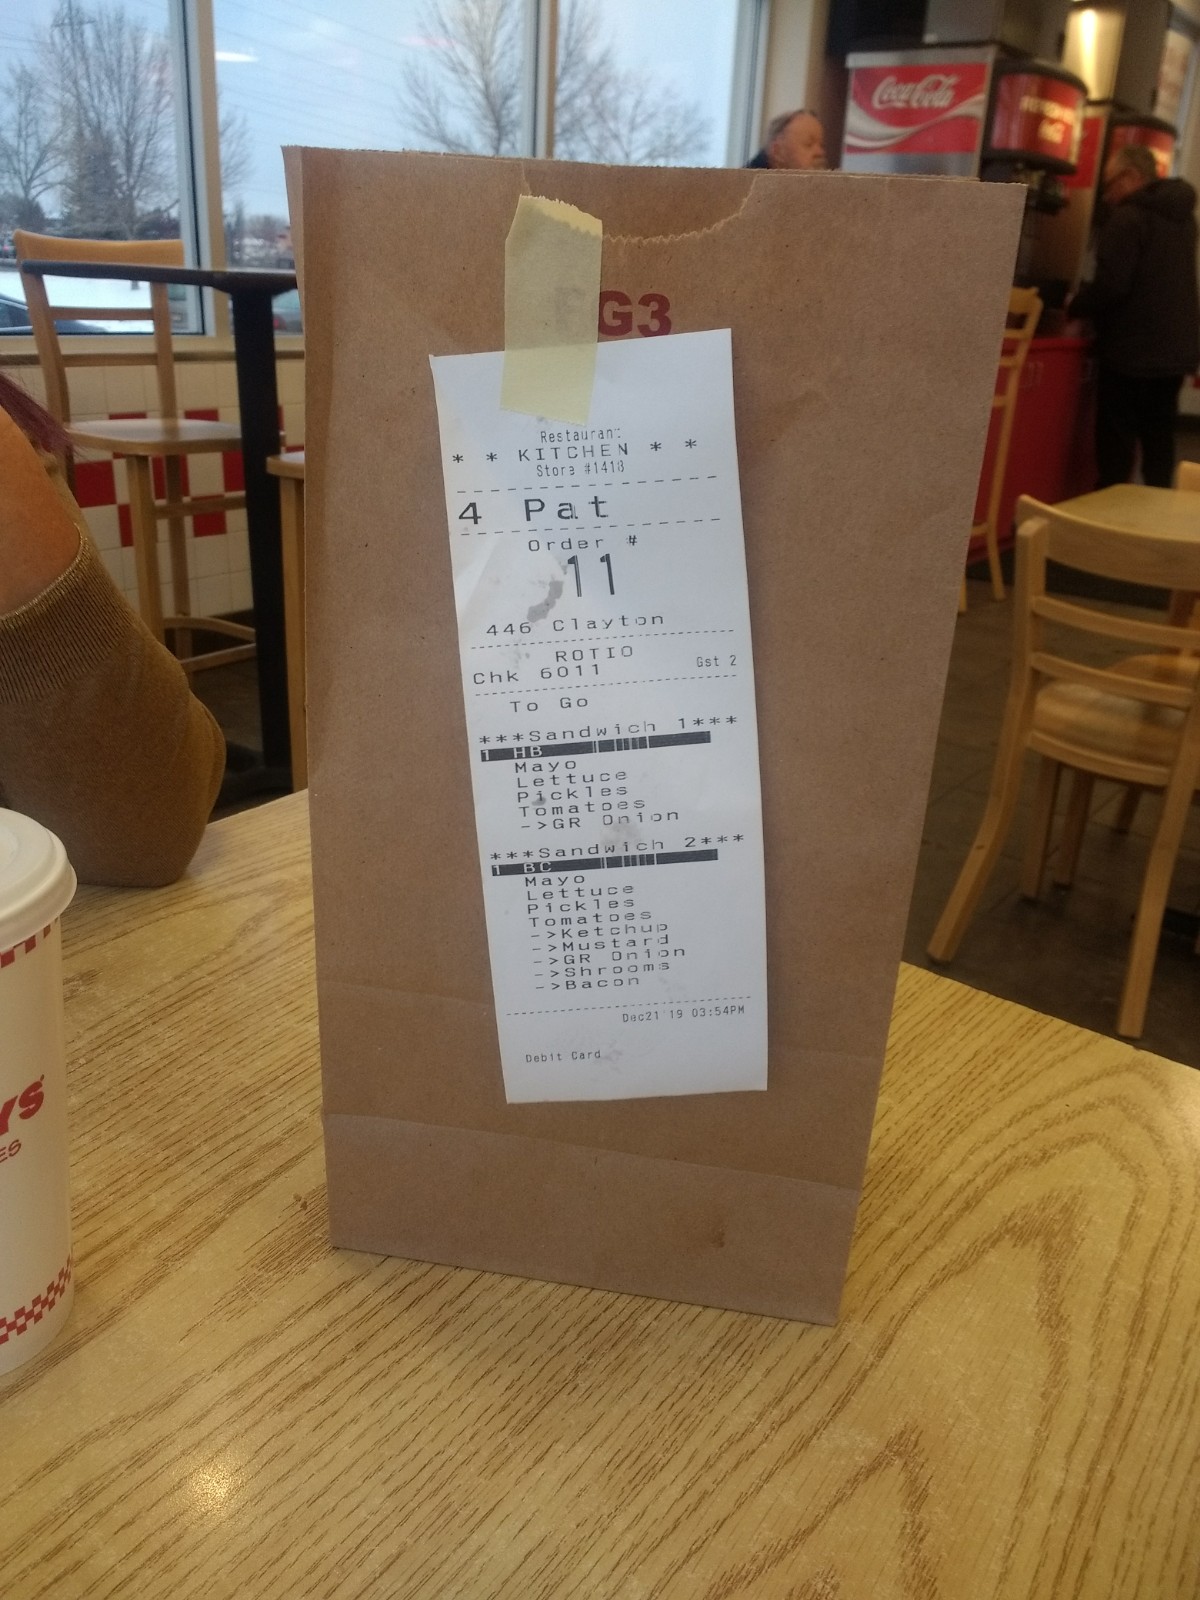 Coca-Cola
G3
Restaurant
* * KITCHEN * *
Store #1418
4 Pat
Order #
11
446 Clayton
ROTIO
Chk 6011 Gst 2
To Go
***Sandwich 1***
1 HB
Mayo
Lettuce
Pickles
Tomatoes
->GR Onion
***Sandwich 2***
1 BC
Mayo
Lettuce
Pickles
Tomatoes
->Ketchup
->Mustard
->GR Onion
->Shrooms
->Bacon
Dec21'19 03:54PM
Debit Card
YS
ES